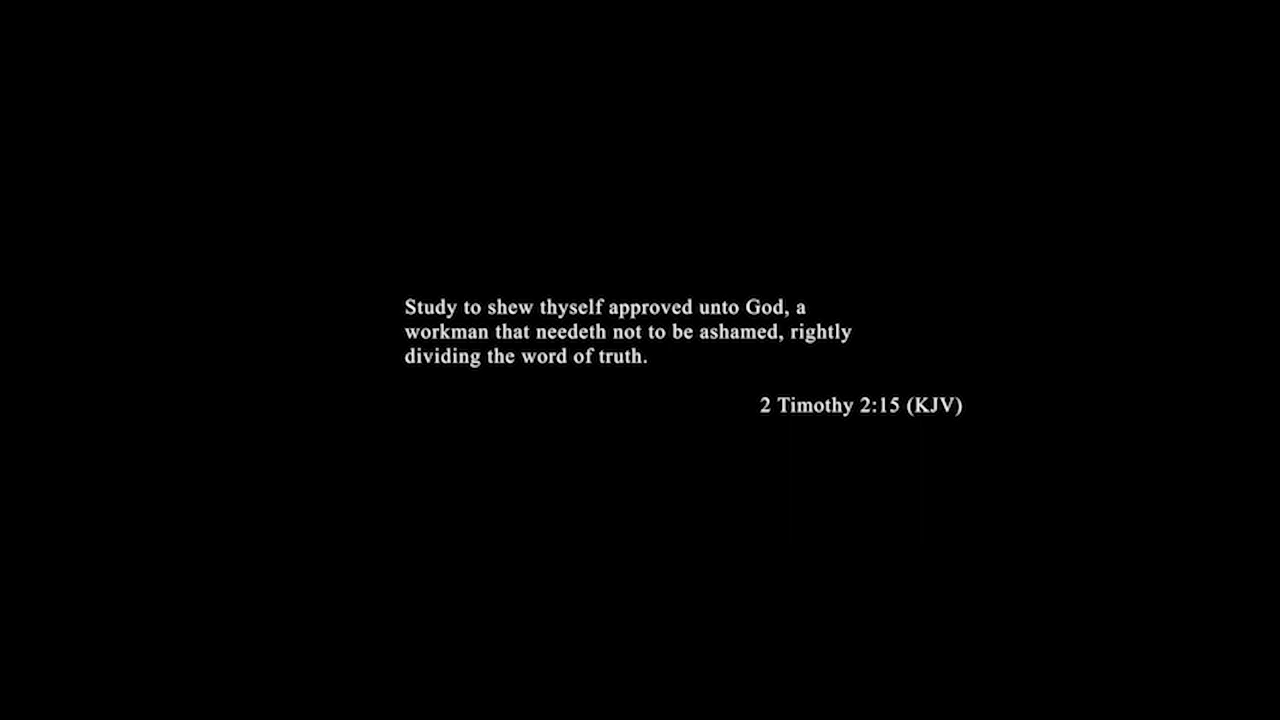 Study to shew thyself approved unto God, a
workman that needeth not to be ashamed, rightly
dividing the word of truth.
2 Timothy 2:15 (KJV)